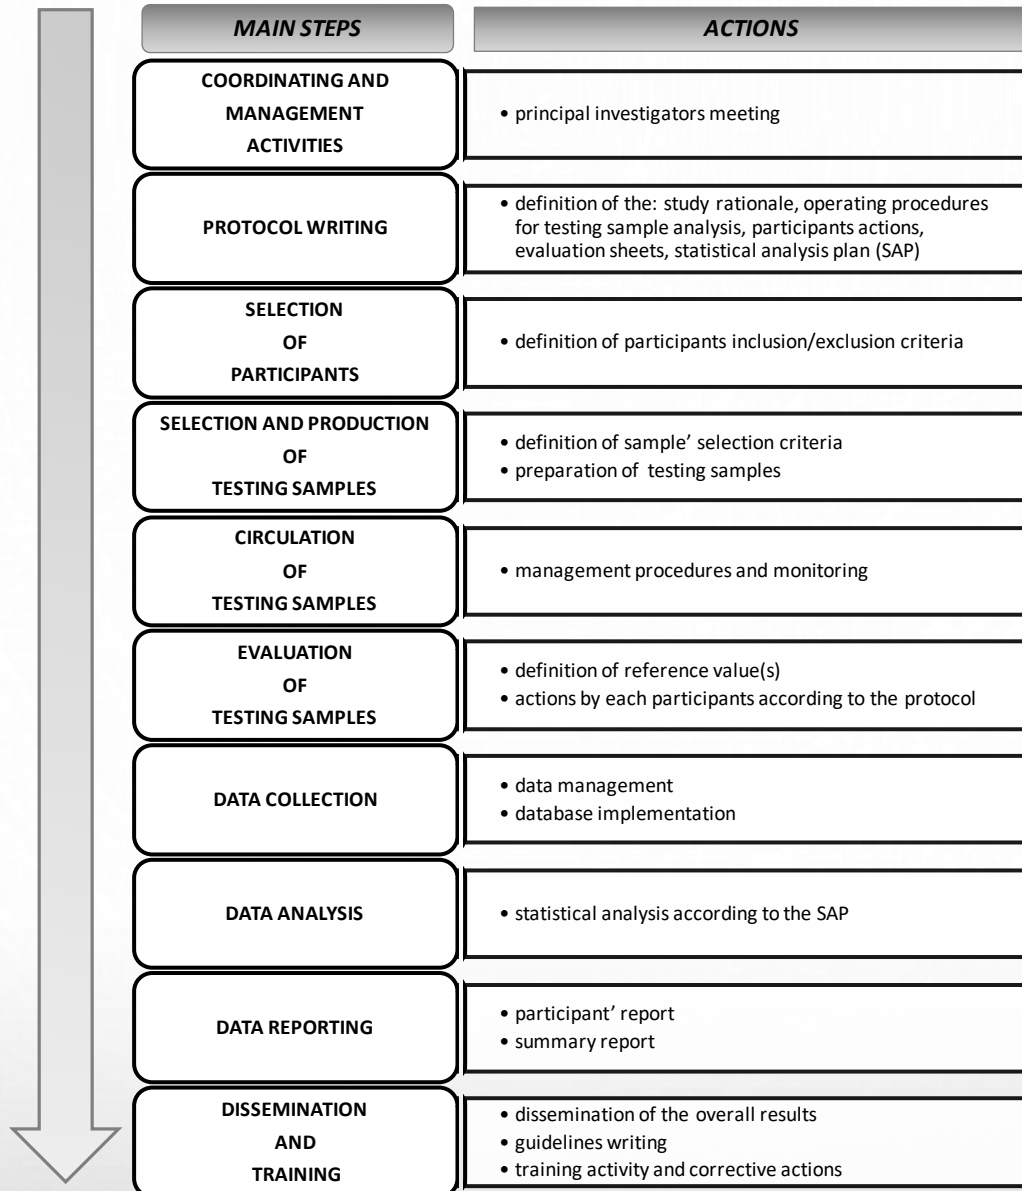 MAIN STEPS
ACTIONS
COORDINATING AND
MANAGEMENT
ACTIVITIES
• principal investigators meeting
PROTOCOL WRITING
• definition of the: study rationale, operating procedures
for testing sample analysis, participants actions,
evaluation sheets, statistical analysis plan (SAP)
SELECTION
OF
PARTICIPANTS
• definition of participants inclusion/exclusion criteria
SELECTION AND PRODUCTION
OF
TESTING SAMPLES
• definition of sample’ selection criteria
• preparation of testing samples
CIRCULATION
OF
TESTING SAMPLES
• management procedures and monitoring
EVALUATION
OF
TESTING SAMPLES
• definition of reference value(s)
• actions by each participants according to the protocol
DATA COLLECTION
• data management
• database implementation
DATA ANALYSIS
• statistical analysis according to the SAP
DATA REPORTING
• participant’ report
• summary report
DISSEMINATION
AND
TRAINING
• dissemination of the overall results
• guidelines writing
• training activity and corrective actions